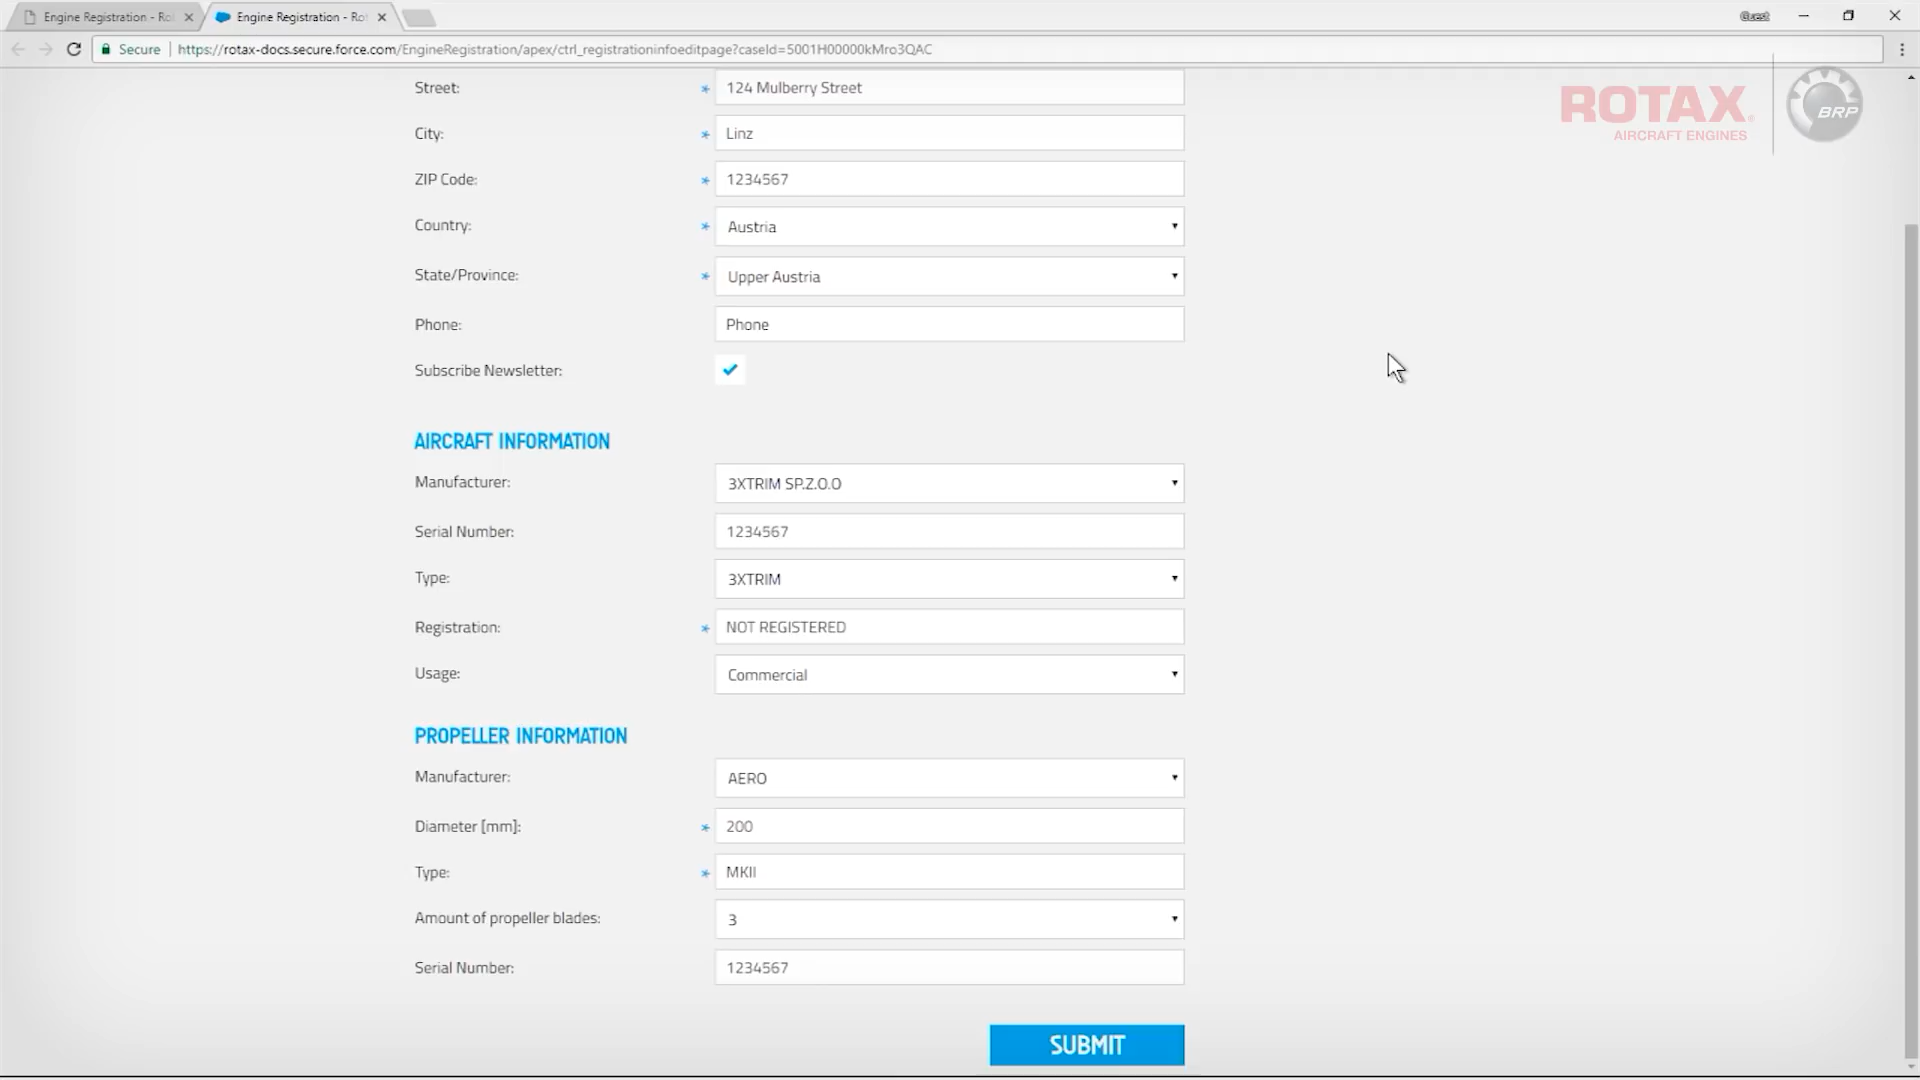 Engine Registration - Ro
Engine Registration - Rot
Guest
Secure | https://rotax-docs.secure.force.com/EngineRegistration/apex/ctrl_registrationinfoeditpage?caseId=5001H00000kMro3QAC
ROTAX®
AIRCRAFT ENGINES
BRP
Street: * 124 Mulberry Street
City: * Linz
ZIP Code: * 1234567
Country: * Austria
State/Province: * Upper Austria
Phone: Phone
Subscribe Newsletter:
AIRCRAFT INFORMATION
Manufacturer: 3XTRIM SP.Z.O.O
Serial Number: 1234567
Type: 3XTRIM
Registration: * NOT REGISTERED
Usage: Commercial
PROPELLER INFORMATION
Manufacturer: AERO
Diameter [mm]: * 200
Type: * MKII
Amount of propeller blades: 3
Serial Number: 1234567
SUBMIT